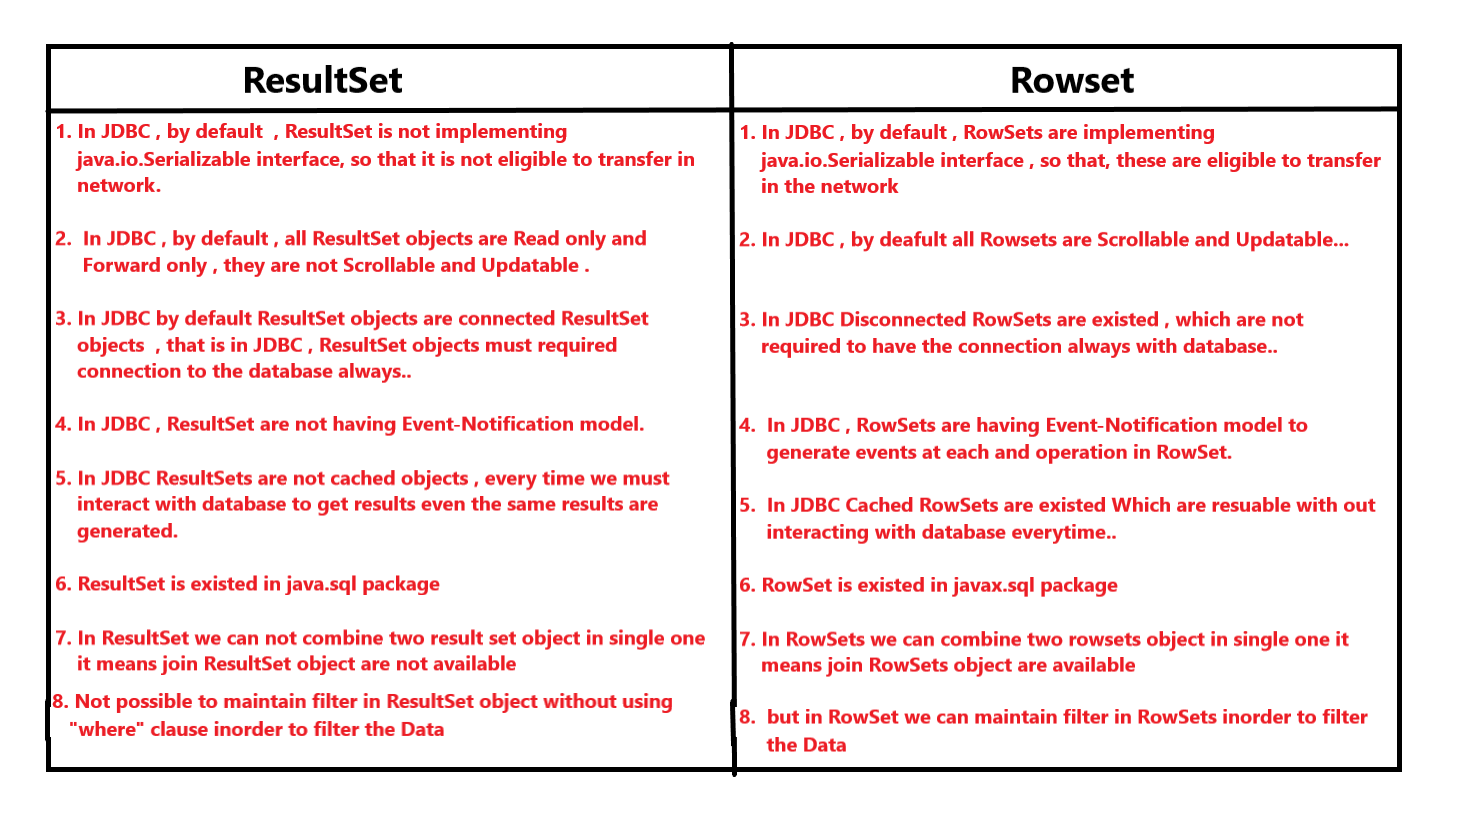 ResultSet
1. In JDBC , by default  , ResultSet is not implementing
java.io.Serializable interface, so that it is not eligible to transfer in
network.
2.  In JDBC , by default , all ResultSet objects are Read only and
Forward only , they are not Scrollable and Updatable .
3. In JDBC by default ResultSet objects are connected ResultSet
objects  , that is in JDBC , ResultSet objects must required
connection to the database always..
4. In JDBC , ResultSet are not having Event-Notification model.
5. In JDBC ResultSets are not cached objects , every time we must
interact with database to get results even the same results are
generated.
6. ResultSet is existed in java.sql package
7. In ResultSet we can not combine two result set object in single one
it means join ResultSet object are not available
8. Not possible to maintain filter in ResultSet object without using
"where" clause inorder to filter the Data
Rowset
1. In JDBC , by default , RowSets are implementing
java.io.Serializable interface , so that, these are eligible to transfer
in the network
2. In JDBC , by deafult all Rowsets are Scrollable and Updatable...
3. In JDBC Disconnected RowSets are existed , which are not
required to have the connection always with database..
4.  In JDBC , RowSets are having Event-Notification model to
generate events at each and operation in RowSet.
5.  In JDBC Cached RowSets are existed Which are resuable with out
interacting with database everytime..
6. RowSet is existed in javax.sql package
7. In RowSets we can combine two rowsets object in single one it
means join RowSets object are available
8.  but in RowSet we can maintain filter in RowSets inorder to filter
the Data